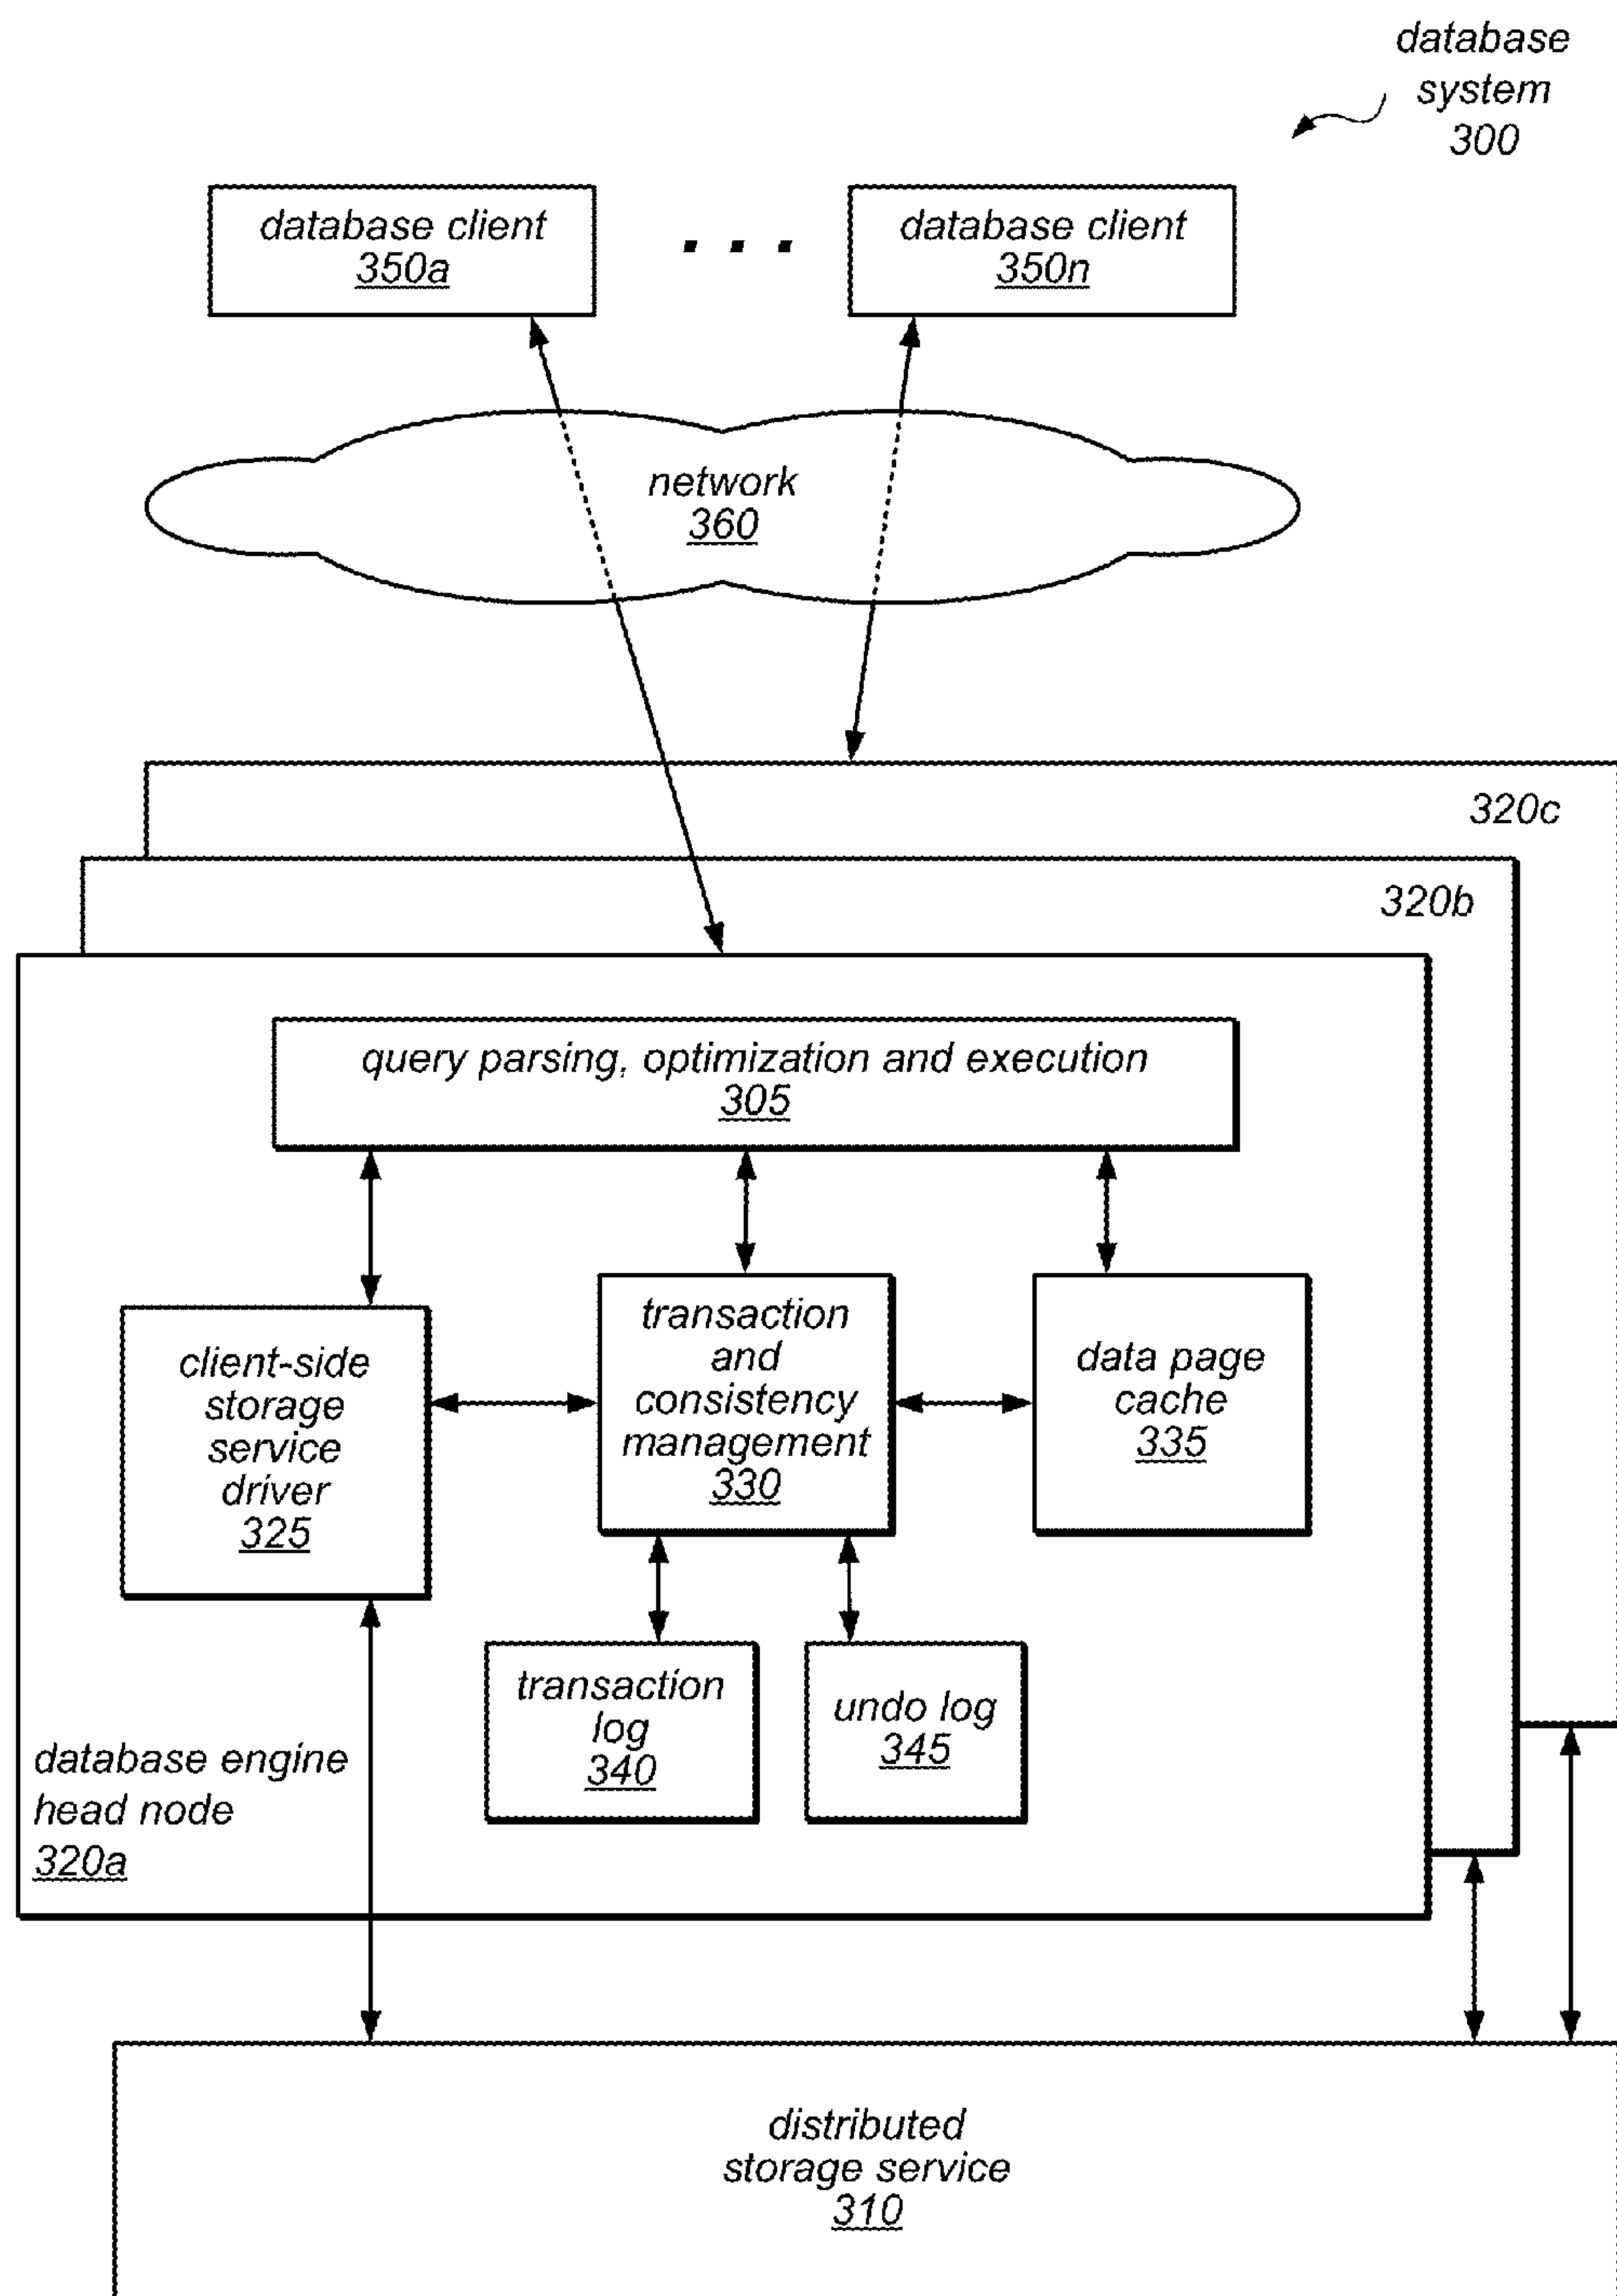 database
system
300
database client
350a
. . .
database client
350n
network
360
320c
320b
query parsing, optimization and execution
305
client-side
storage
service
driver
325
transaction
and
consistency
management
330
data page
cache
335
transaction
log
340
undo log
345
database engine
head node
320a
distributed
storage service
310